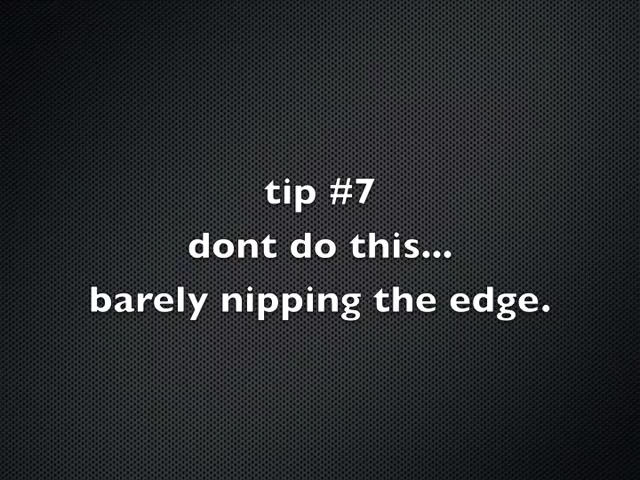 tip #7
dont do this...
barely nipping the edge.